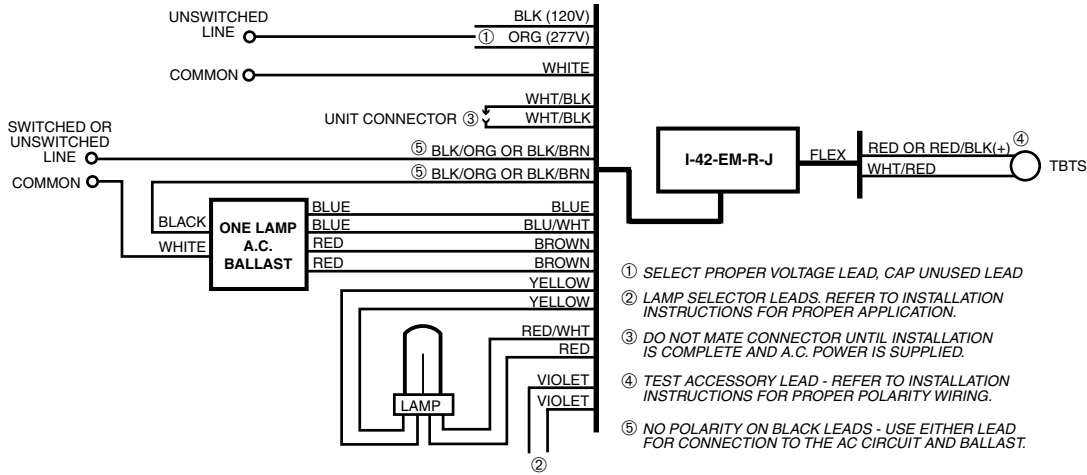 UNSWITCHED
LINE
BLK (120V)
① ORG (277V)
COMMON
WHITE
WHT/BLK
UNIT CONNECTOR ③
WHT/BLK
SWITCHED OR
UNSWITCHED
LINE
⑤ BLK/ORG OR BLK/BRN
COMMON
⑤ BLK/ORG OR BLK/BRN
BLACK
WHITE
ONE LAMP
A.C.
BALLAST
BLUE
BLUE
BLUE
BLU/WHT
RED
BROWN
RED
BROWN
YELLOW
YELLOW
RED/WHT
RED
VIOLET
VIOLET
LAMP
②
I-42-EM-R-J
FLEX
RED OR RED/BLK(+)
④
WHT/RED
TBTS
① SELECT PROPER VOLTAGE LEAD, CAP UNUSED LEAD
② LAMP SELECTOR LEADS. REFER TO INSTALLATION
INSTRUCTIONS FOR PROPER APPLICATION.
③ DO NOT MATE CONNECTOR UNTIL INSTALLATION
IS COMPLETE AND A.C. POWER IS SUPPLIED.
④ TEST ACCESSORY LEAD - REFER TO INSTALLATION
INSTRUCTIONS FOR PROPER POLARITY WIRING.
⑤ NO POLARITY ON BLACK LEADS - USE EITHER LEAD
FOR CONNECTION TO THE AC CIRCUIT AND BALLAST.